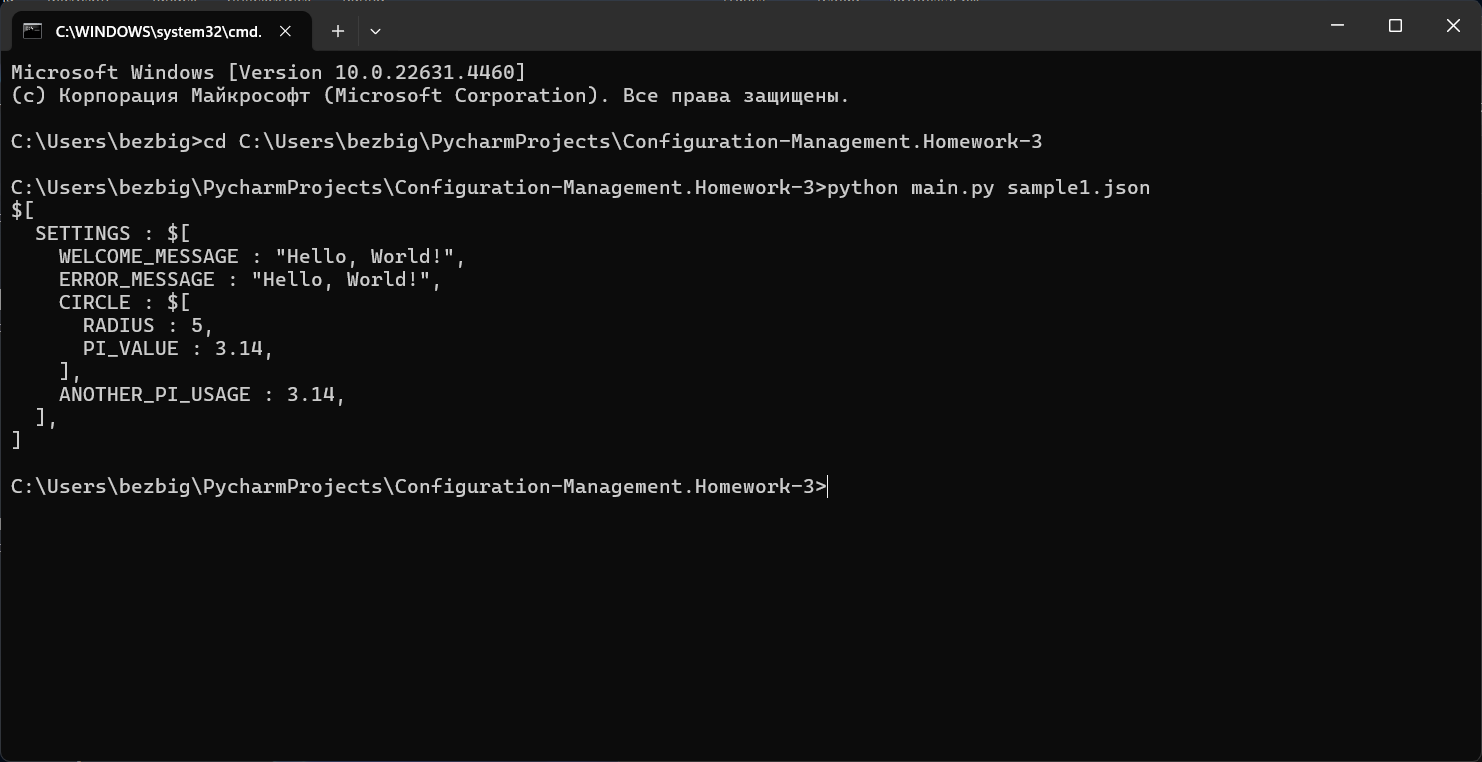 C:\WINDOWS\system32\cmd.
Microsoft Windows [Version 10.0.22631.4460]
(c) Корпорация Майкрософт (Microsoft Corporation). Все права защищены.
C:\Users\bezbig>cd C:\Users\bezbig\PycharmProjects\Configuration-Management.Homework-3
C:\Users\bezbig\PycharmProjects\Configuration-Management.Homework-3>python main.py sample1.json
$[
  SETTINGS : $[
    WELCOME_MESSAGE : "Hello, World!",
    ERROR_MESSAGE : "Hello, World!",
    CIRCLE : $[
      RADIUS : 5,
      PI_VALUE : 3.14,
    ],
    ANOTHER_PI_USAGE : 3.14,
  ],
]
C:\Users\bezbig\PycharmProjects\Configuration-Management.Homework-3>